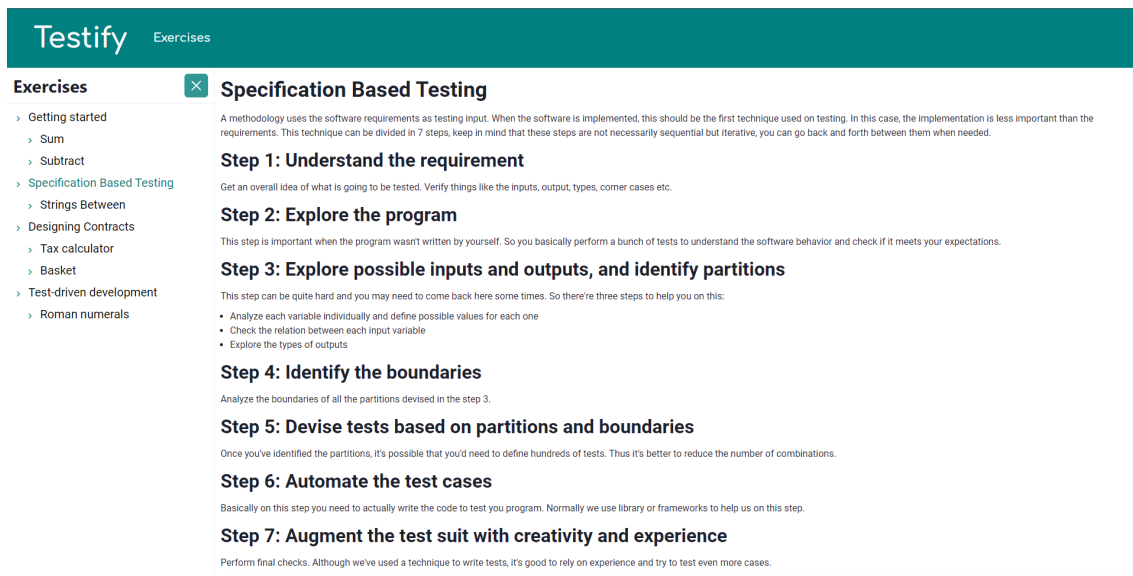 Testify
Exercises
Exercises
Getting started
Sum
Subtract
Specification Based Testing
Strings Between
Designing Contracts
Tax calculator
Basket
Test-driven development
Roman numerals
Specification Based Testing
A methodology uses the software requirements as testing input. When the software is implemented, this should be the first technique used on testing. In this case, the implementation is less important than the
requirements. This technique can be divided in 7 steps, keep in mind that these steps are not necessarily sequential but iterative, you can go back and forth between them when needed.
Step 1: Understand the requirement
Get an overall idea of what is going to be tested. Verify things like the inputs, output, types, corner cases etc.
Step 2: Explore the program
This step is important when the program wasn't written by yourself. So you basically perform a bunch of tests to understand the software behavior and check if it meets your expectations.
Step 3: Explore possible inputs and outputs, and identify partitions
This step can be quite hard and you may need to come back here some times. So there're three steps to help you on this:
• Analyze each variable individually and define possible values for each one
• Check the relation between each input variable
• Explore the types of outputs
Step 4: Identify the boundaries
Analyze the boundaries of all the partitions devised in the step 3.
Step 5: Devise tests based on partitions and boundaries
Once you've identified the partitions, it's possible that you'd need to define hundreds of tests. Thus it's better to reduce the number of combinations.
Step 6: Automate the test cases
Basically on this step you need to actually write the code to test you program. Normally we use library or frameworks to help us on this step.
Step 7: Augment the test suit with creativity and experience
Perform final checks. Although we've used a technique to write tests, it's good to rely on experience and try to test even more cases.